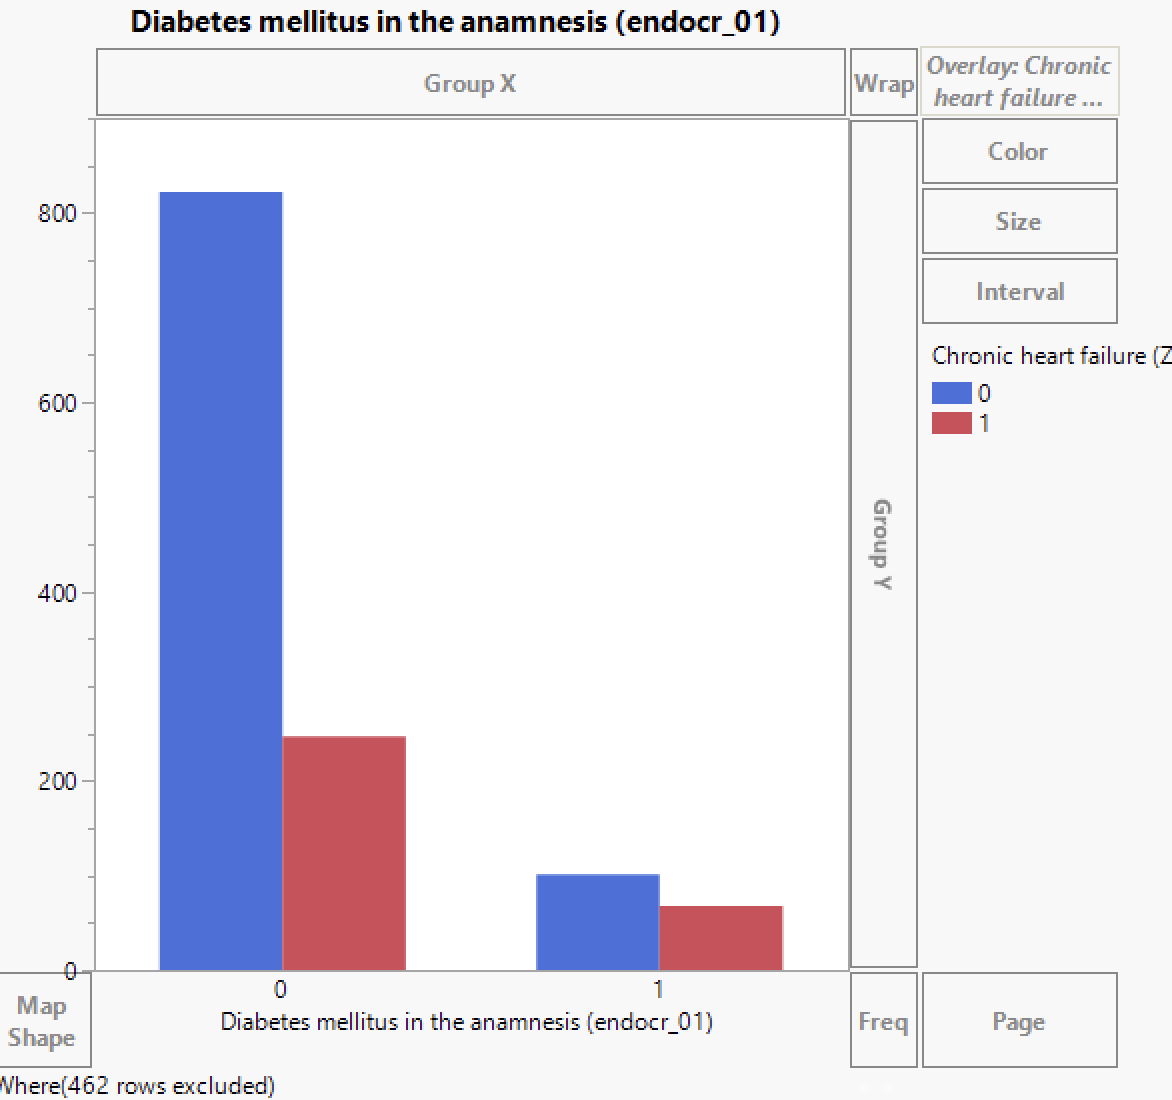 Diabetes mellitus in the anamnesis (endocr_01)
Group X
Wrap
Overlay: Chronic
heart failure ...
Color
Size
Interval
Chronic heart failure (Z
0
1
Group Y
800
600
400
200
0
0
1
Diabetes mellitus in the anamnesis (endocr_01)
Map
Shape
Freq
Page
Where(462 rows excluded)